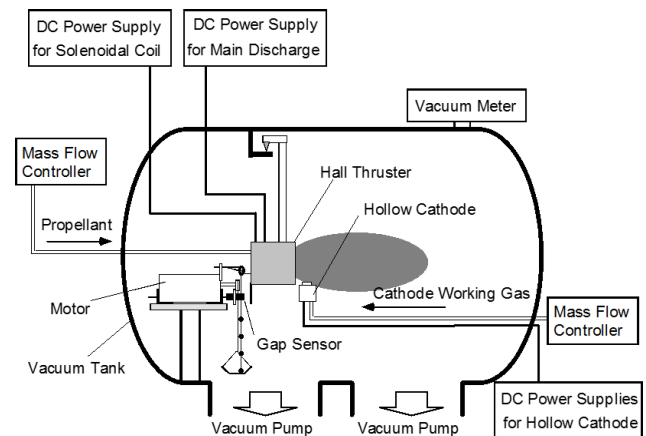 DC Power Supply
for Solenoidal Coil
DC Power Supply
for Main Discharge
Vacuum Meter
Mass Flow
Controller
Hall Thruster
Hollow Cathode
Propellant
Motor
Cathode Working Gas
Mass Flow
Controller
Gap Sensor
Vacuum Tank
DC Power Supplies
for Hollow Cathode
Vacuum Pump
Vacuum Pump